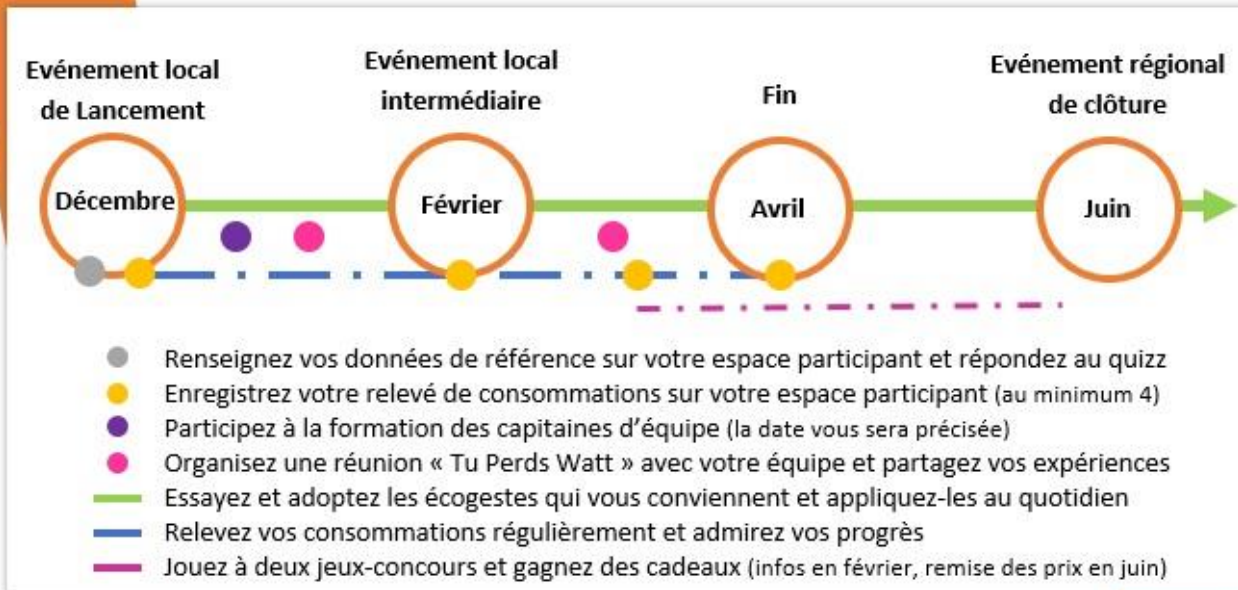 Evénement local
de Lancement
Evénement local
intermédiaire
Fin
Evénement régional
de clôture
Décembre
Février
Avril
Juin
Renseignez vos données de référence sur votre espace participant et répondez au quizz
Enregistrez votre relevé de consommations sur votre espace participant (au minimum 4)
Participez à la formation des capitaines d'équipe (la date vous sera précisée)
Organisez une réunion « Tu Perds Watt » avec votre équipe et partagez vos expériences
Essayez et adoptez les écogestes qui vous conviennent et appliquez-les au quotidien
Relevez vos consommations régulièrement et admirez vos progrès
Jouez à deux jeux-concours et gagnez des cadeaux (infos en février, remise des prix en juin)